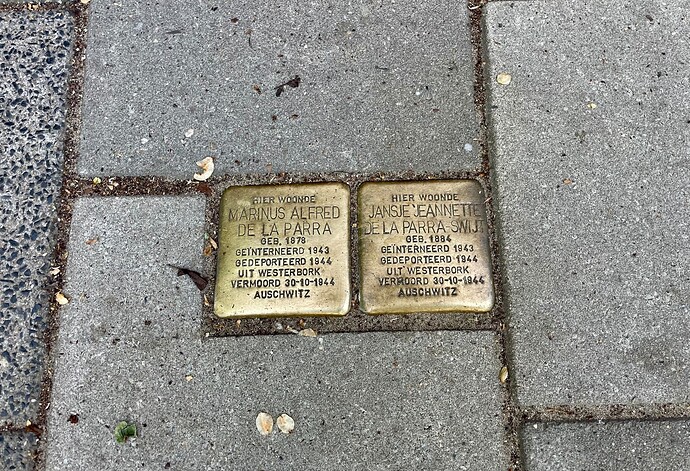 HIER WOONDE
MARINUS ALFRED
DE LA PARRA
GEB. 1878
GEÏNTERNEERD 1943
GEDEPORTEERD 1944
UIT WESTERBORK
VERMOORD 30-10-1944
AUSCHWITZ
HIER WOONDE
JANSJE JEANNETTE
DE LA PARRA-SWIJT
GEB. 1884
GEÏNTERNEERD 1943
GEDEPORTEERD 1944
UIT WESTERBORK
VERMOORD 30-10-1944
AUSCHWITZ